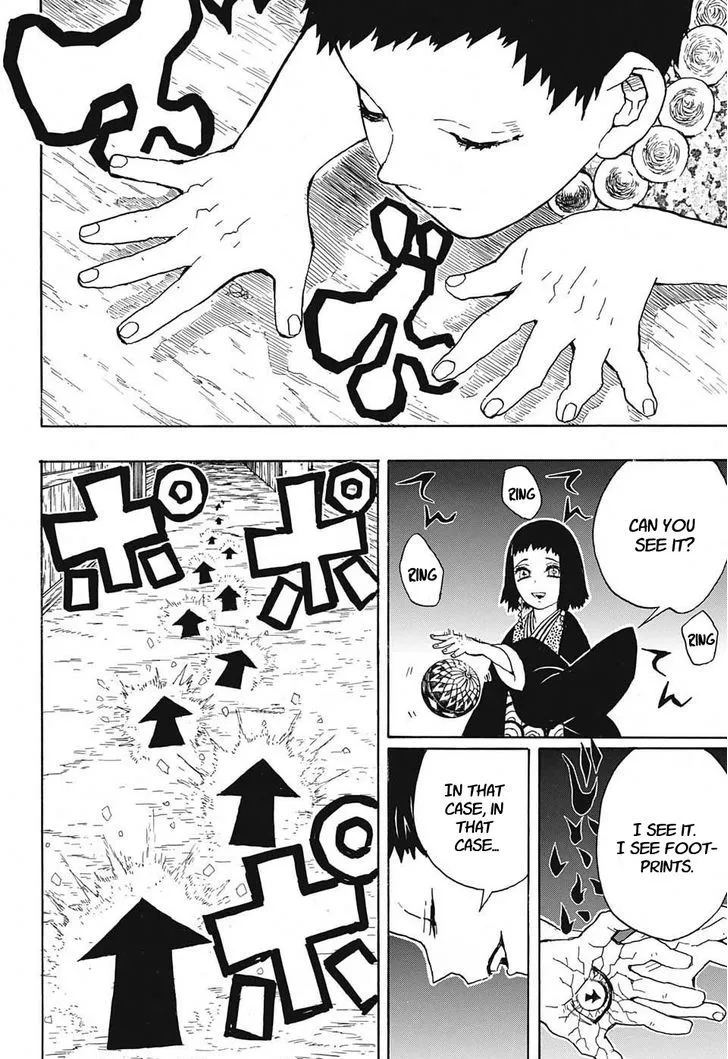 CAN YOU
SEE IT?
てん
RING
てん
RING
てん
RING
I SEE IT.
I SEE FOOT-
PRINTS.
IN THAT
CASE, IN
THAT
CASE...
ポ
ポ
ポ